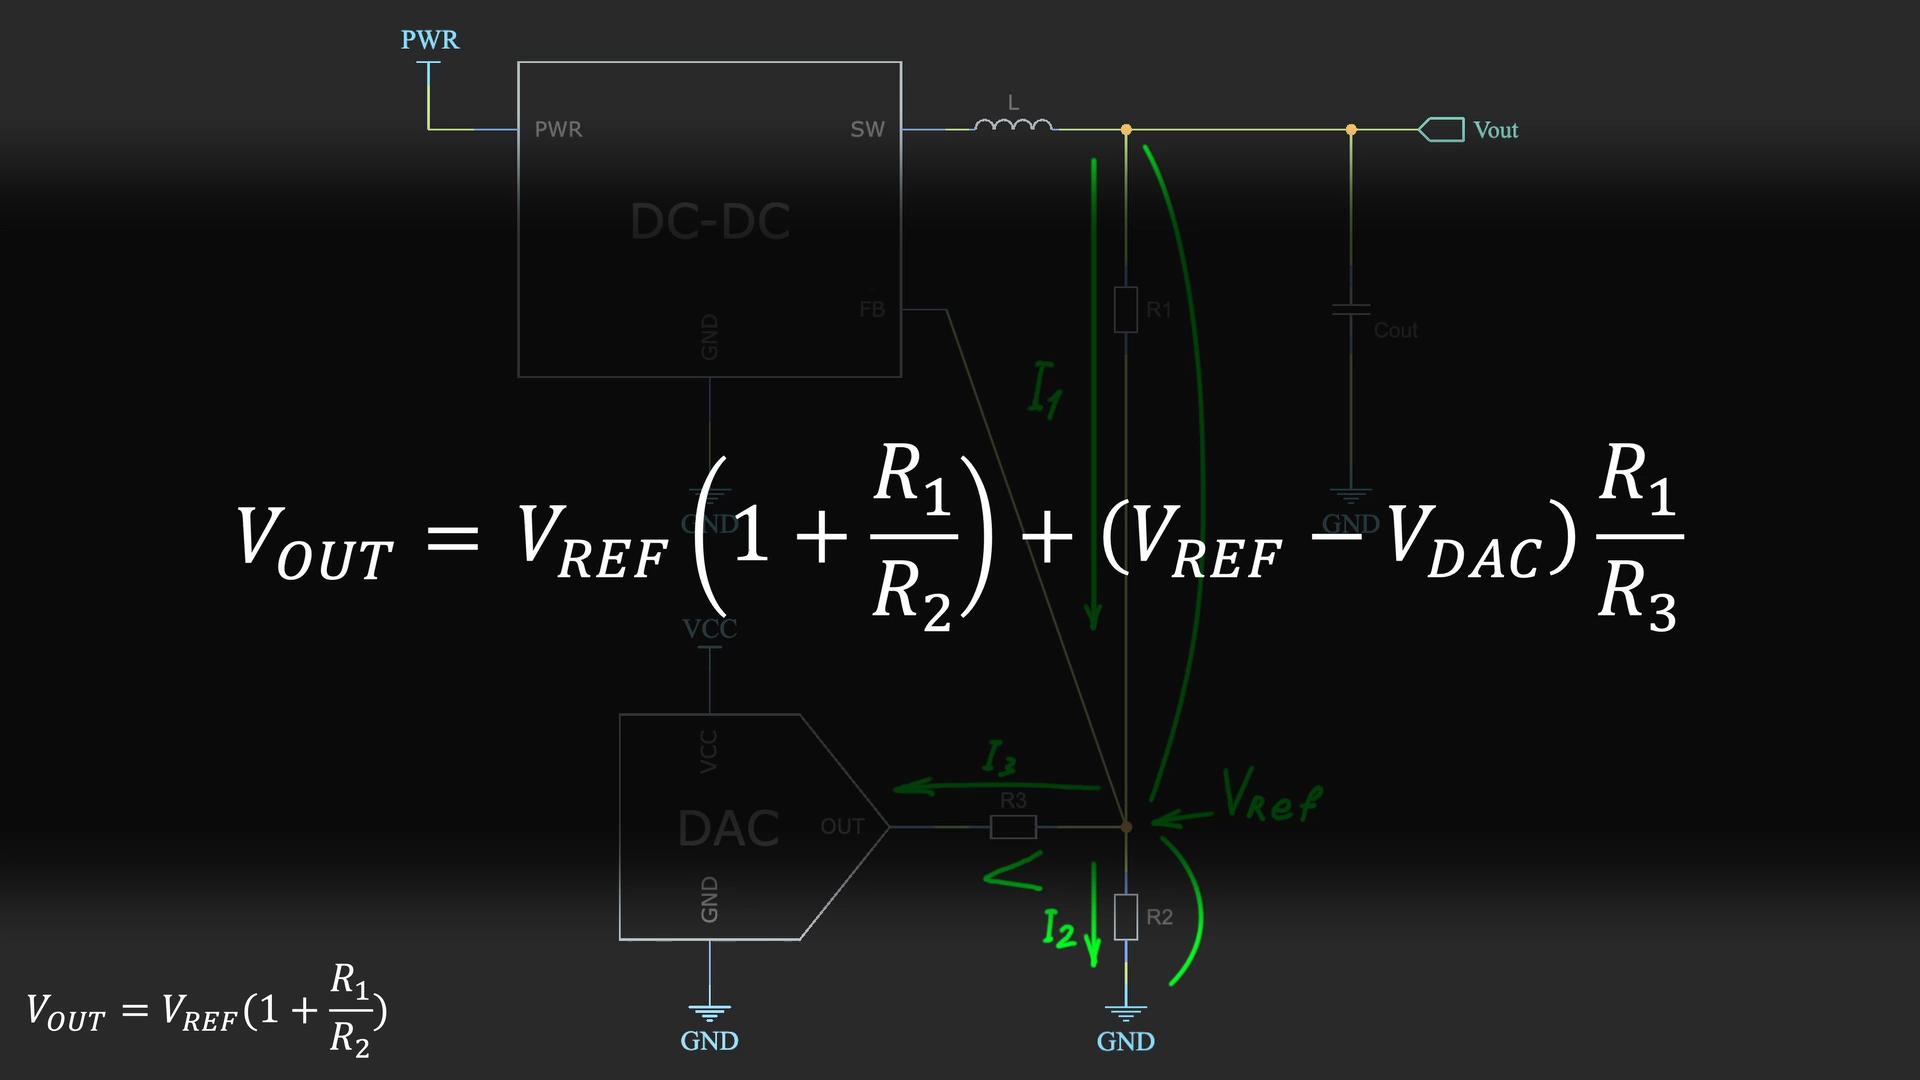 PWR
L
PWR
SW
Vout
DC-DC
FB
R1
GND
Cout
I1
V_OUT = V_REF (1 + R_1/R_2) + (V_REF − V_DAC) R_1/R_3
GND
GND
VCC
VCC
I3
R3
VRef
DAC
OUT
GND
I2
R2
V_OUT = V_REF(1 + R_1/R_2)
GND
GND